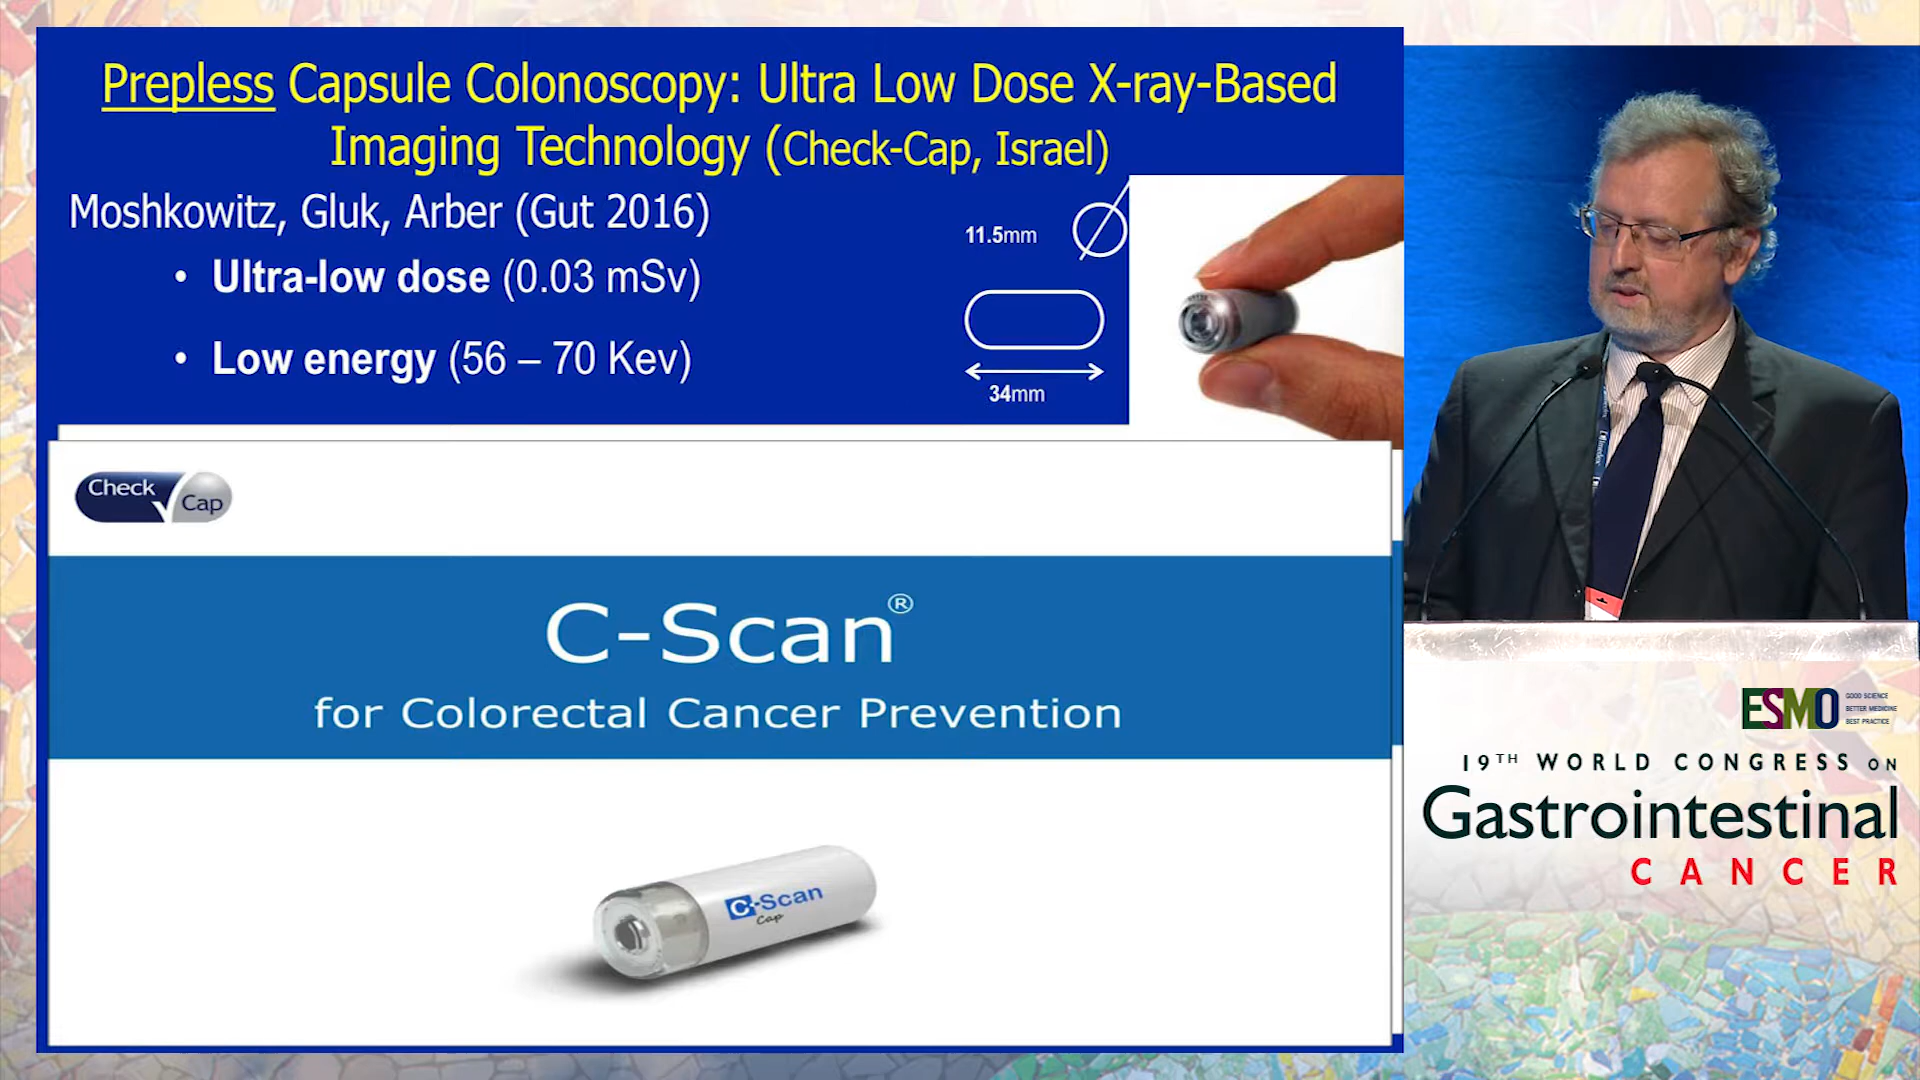 Prepless Capsule Colonoscopy: Ultra Low Dose X-ray-Based
Imaging Technology (Check-Cap, Israel)
Moshkowitz, Gluk, Arber (Gut 2016)
• Ultra-low dose (0.03 mSv)
• Low energy (56 – 70 Kev)
11.5mm
34mm
Check Cap
C-Scan®
for Colorectal Cancer Prevention
C-Scan
Cap
ESMO
GOOD SCIENCE
BETTER MEDICINE
BEST PRACTICE
19TH WORLD CONGRESS ON
Gastrointestinal
CANCER